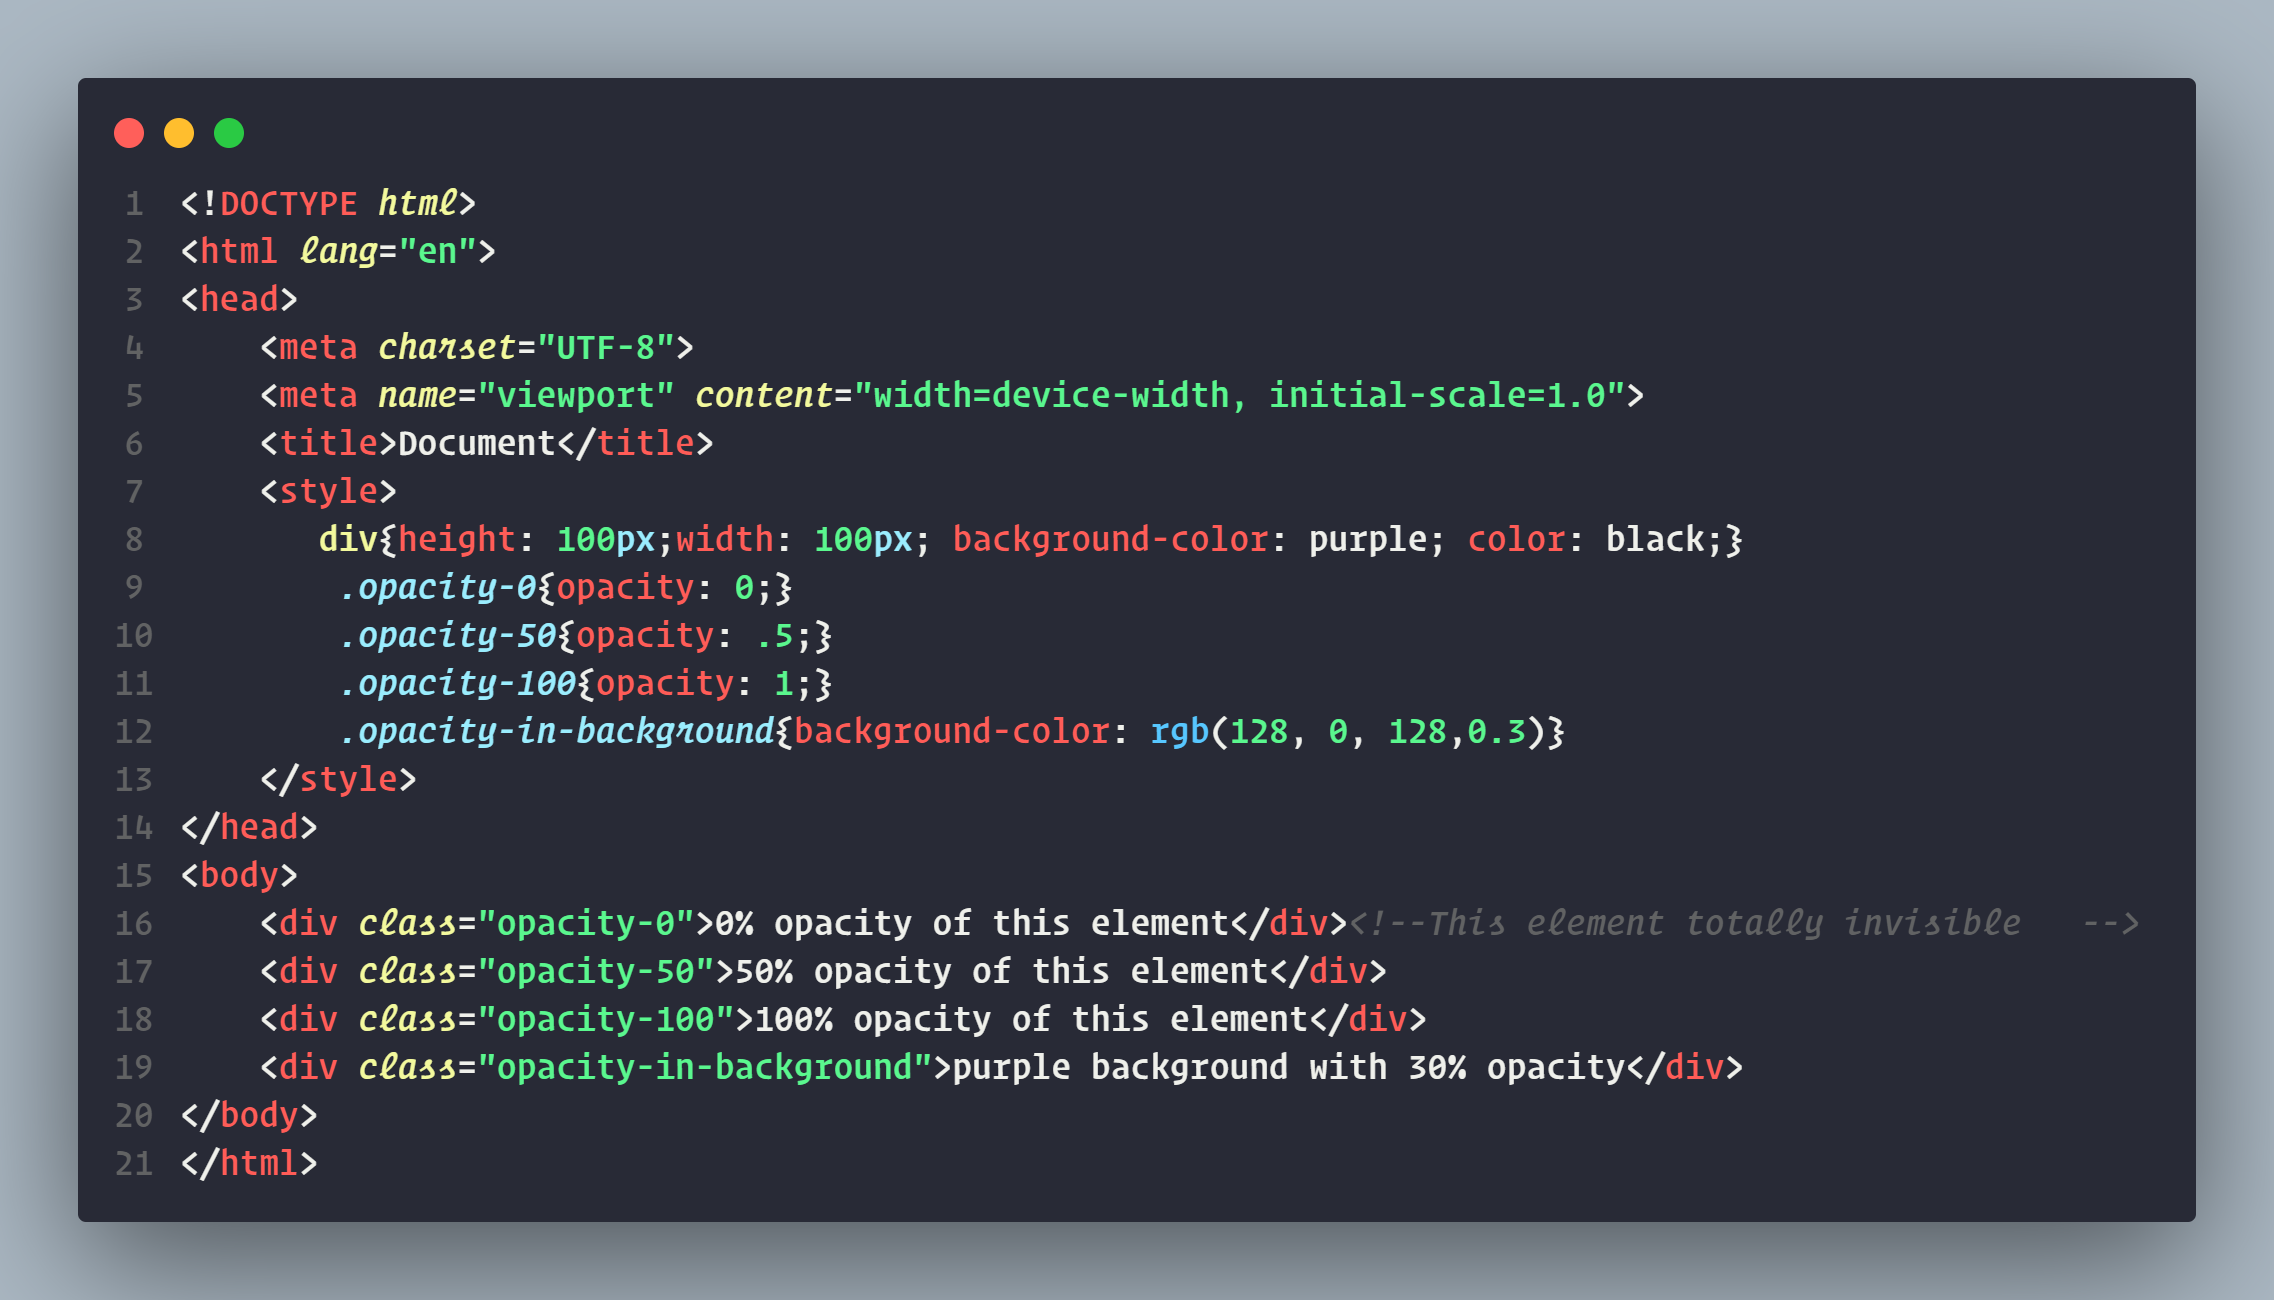 1 <!DOCTYPE html>
2 <html lang="en">
3 <head>
4     <meta charset="UTF-8">
5     <meta name="viewport" content="width=device-width, initial-scale=1.0">
6     <title>Document</title>
7     <style>
8        div{height: 100px;width: 100px; background-color: purple; color: black;}
9         .opacity-0{opacity: 0;}
10         .opacity-50{opacity: .5;}
11         .opacity-100{opacity: 1;}
12         .opacity-in-background{background-color: rgb(128, 0, 128,0.3)}
13     </style>
14 </head>
15 <body>
16     <div class="opacity-0">0% opacity of this element</div><!--This element totally invisible   -->
17     <div class="opacity-50">50% opacity of this element</div>
18     <div class="opacity-100">100% opacity of this element</div>
19     <div class="opacity-in-background">purple background with 30% opacity</div>
20 </body>
21 </html>